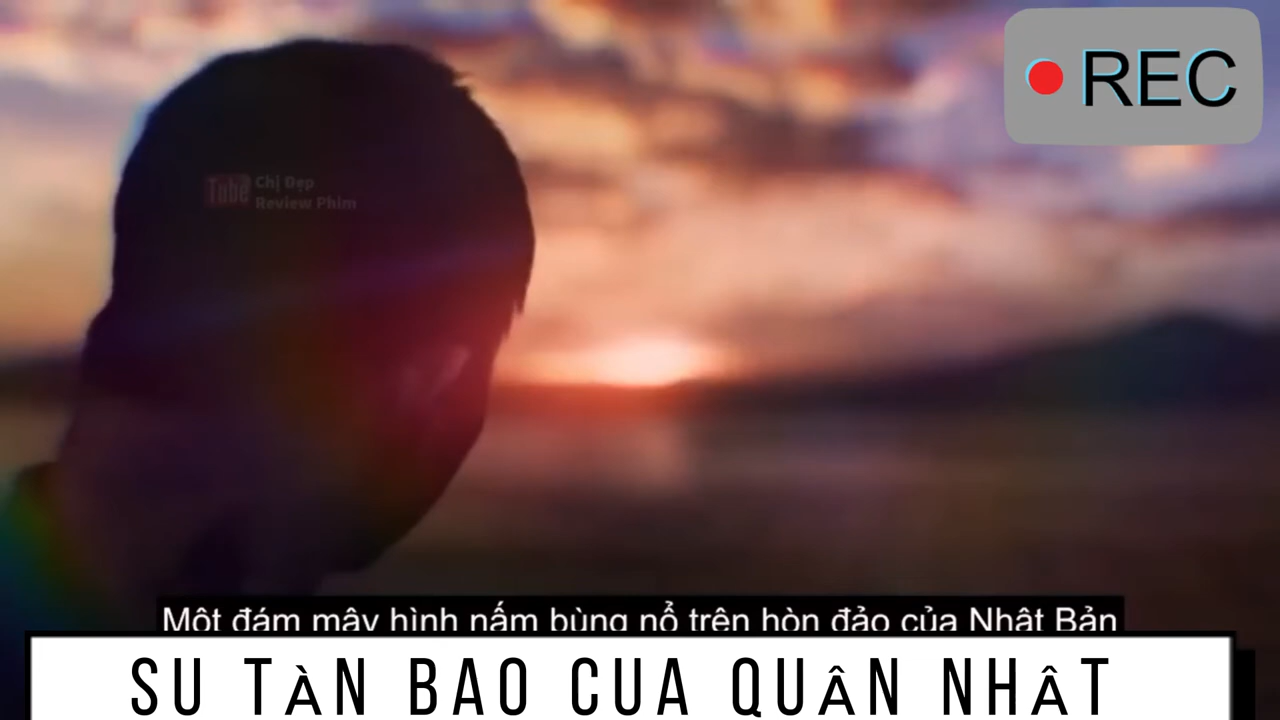 REC
Tube
Chị Đẹp
Review Phim
Một đám mây hình nấm bùng nổ trên hòn đảo của Nhật Bản
SU TÀN BAO CUA QUÂN NHÂT